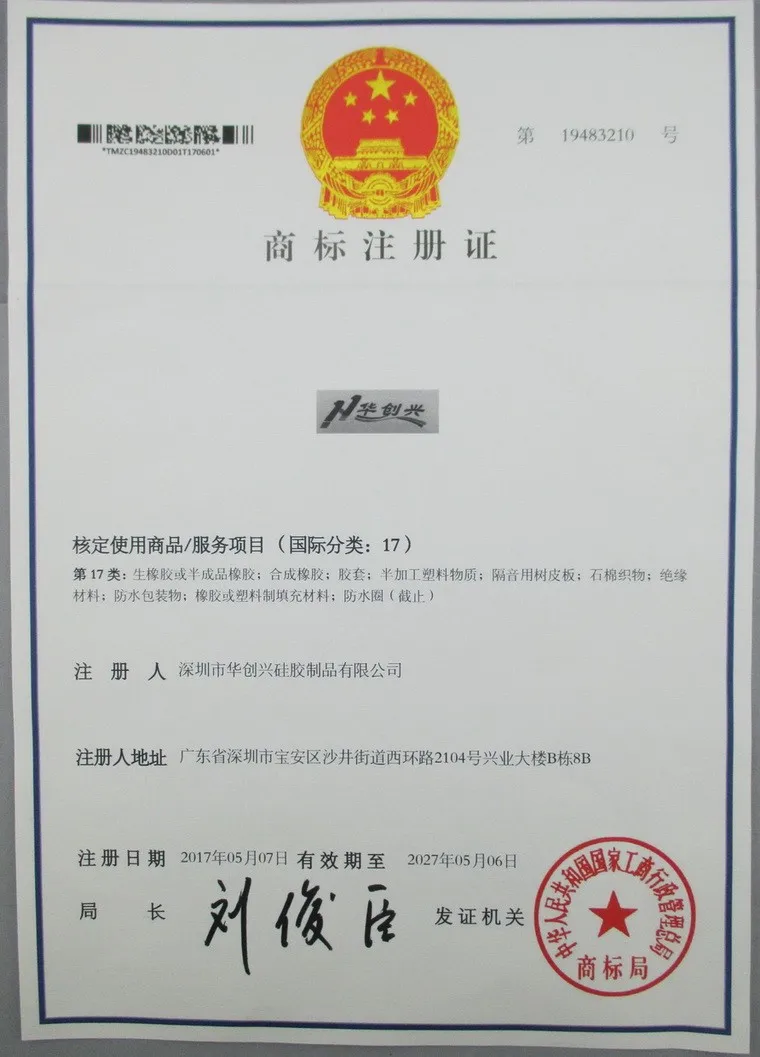 第 19483210 号
*TMZC19483210D01T170601*
商标注册证
华创兴
核定使用商品/服务项目（国际分类：17）
第17类：生橡胶或半成品橡胶；合成橡胶；胶套；半加工塑料物质；隔音用树皮板；石棉织物；绝缘
材料；防水包装物；橡胶或塑料制填充材料；防水圈（截止）
注册人 深圳市华创兴硅胶制品有限公司
注册人地址 广东省深圳市宝安区沙井街道西环路2104号兴业大楼B栋8B
注册日期 2017年05月07日 有效期至 2027年05月06日
局长 刘俊臣 发证机关
中华人民共和国国家工商行政管理总局
商标局